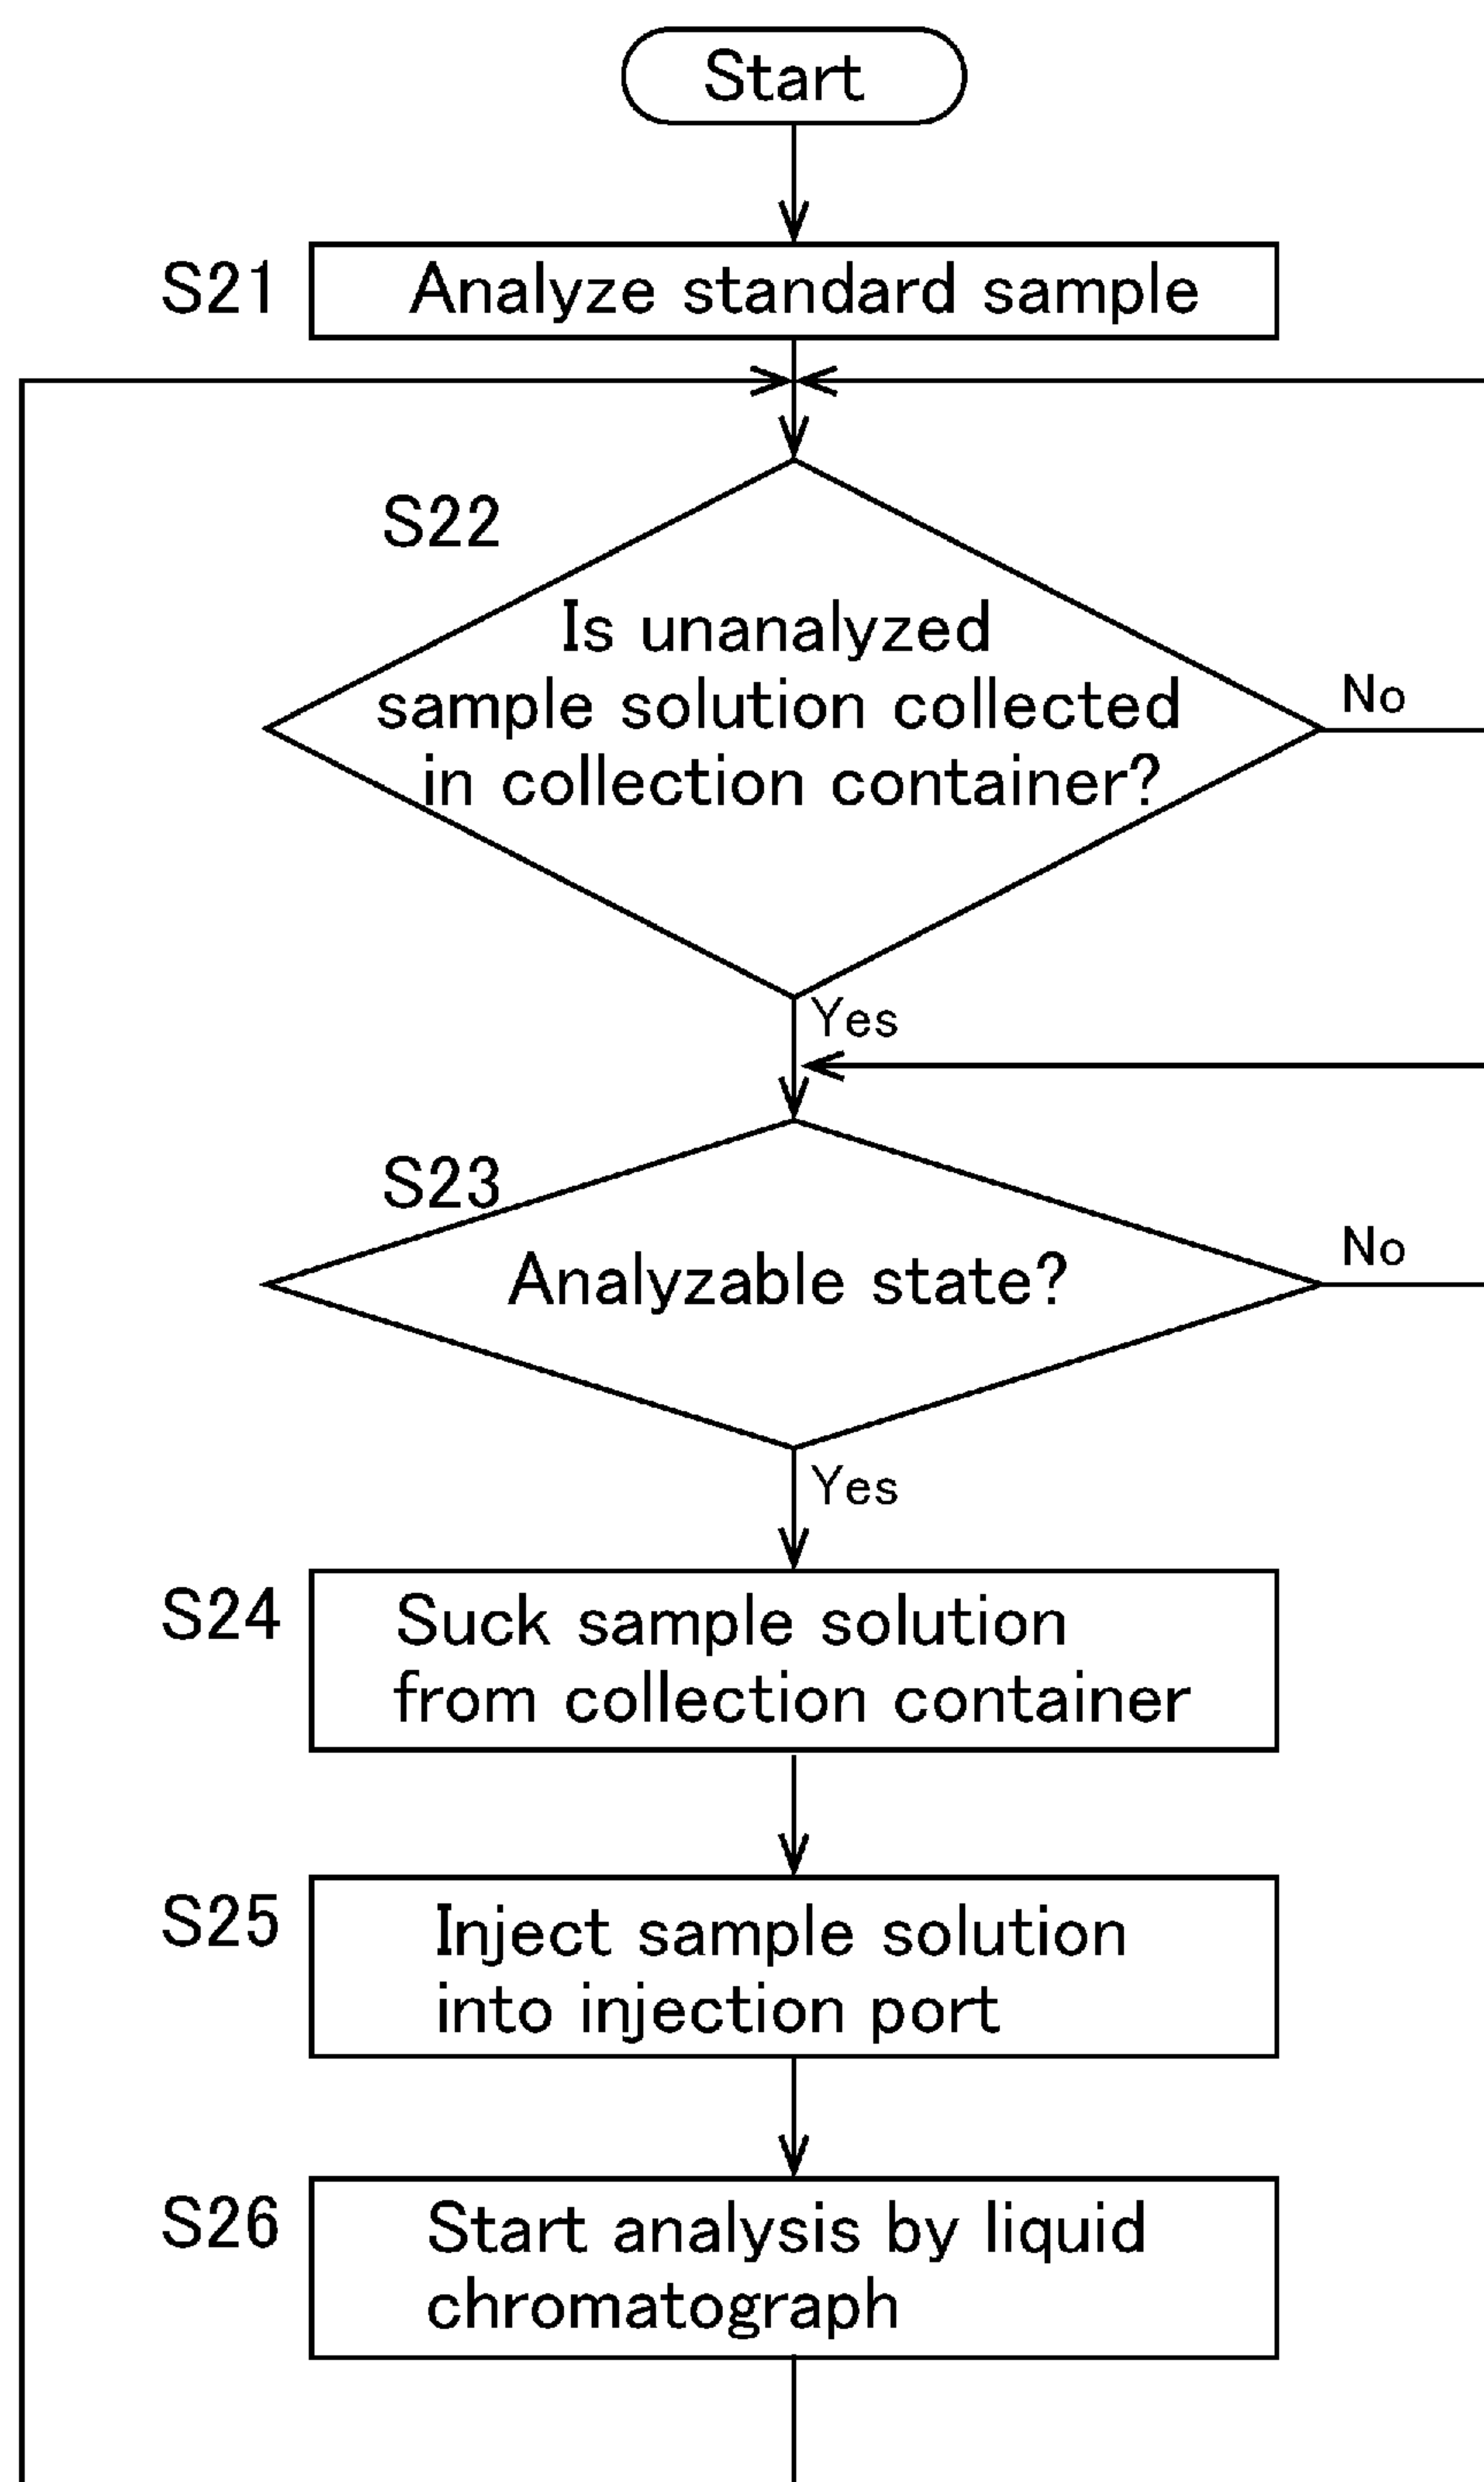 Start
S21
Analyze standard sample
S22
Is unanalyzed
sample solution collected
in collection container?
No
Yes
S23
Analyzable state?
No
Yes
S24
Suck sample solution
from collection container
S25
Inject sample solution
into injection port
S26
Start analysis by liquid
chromatograph